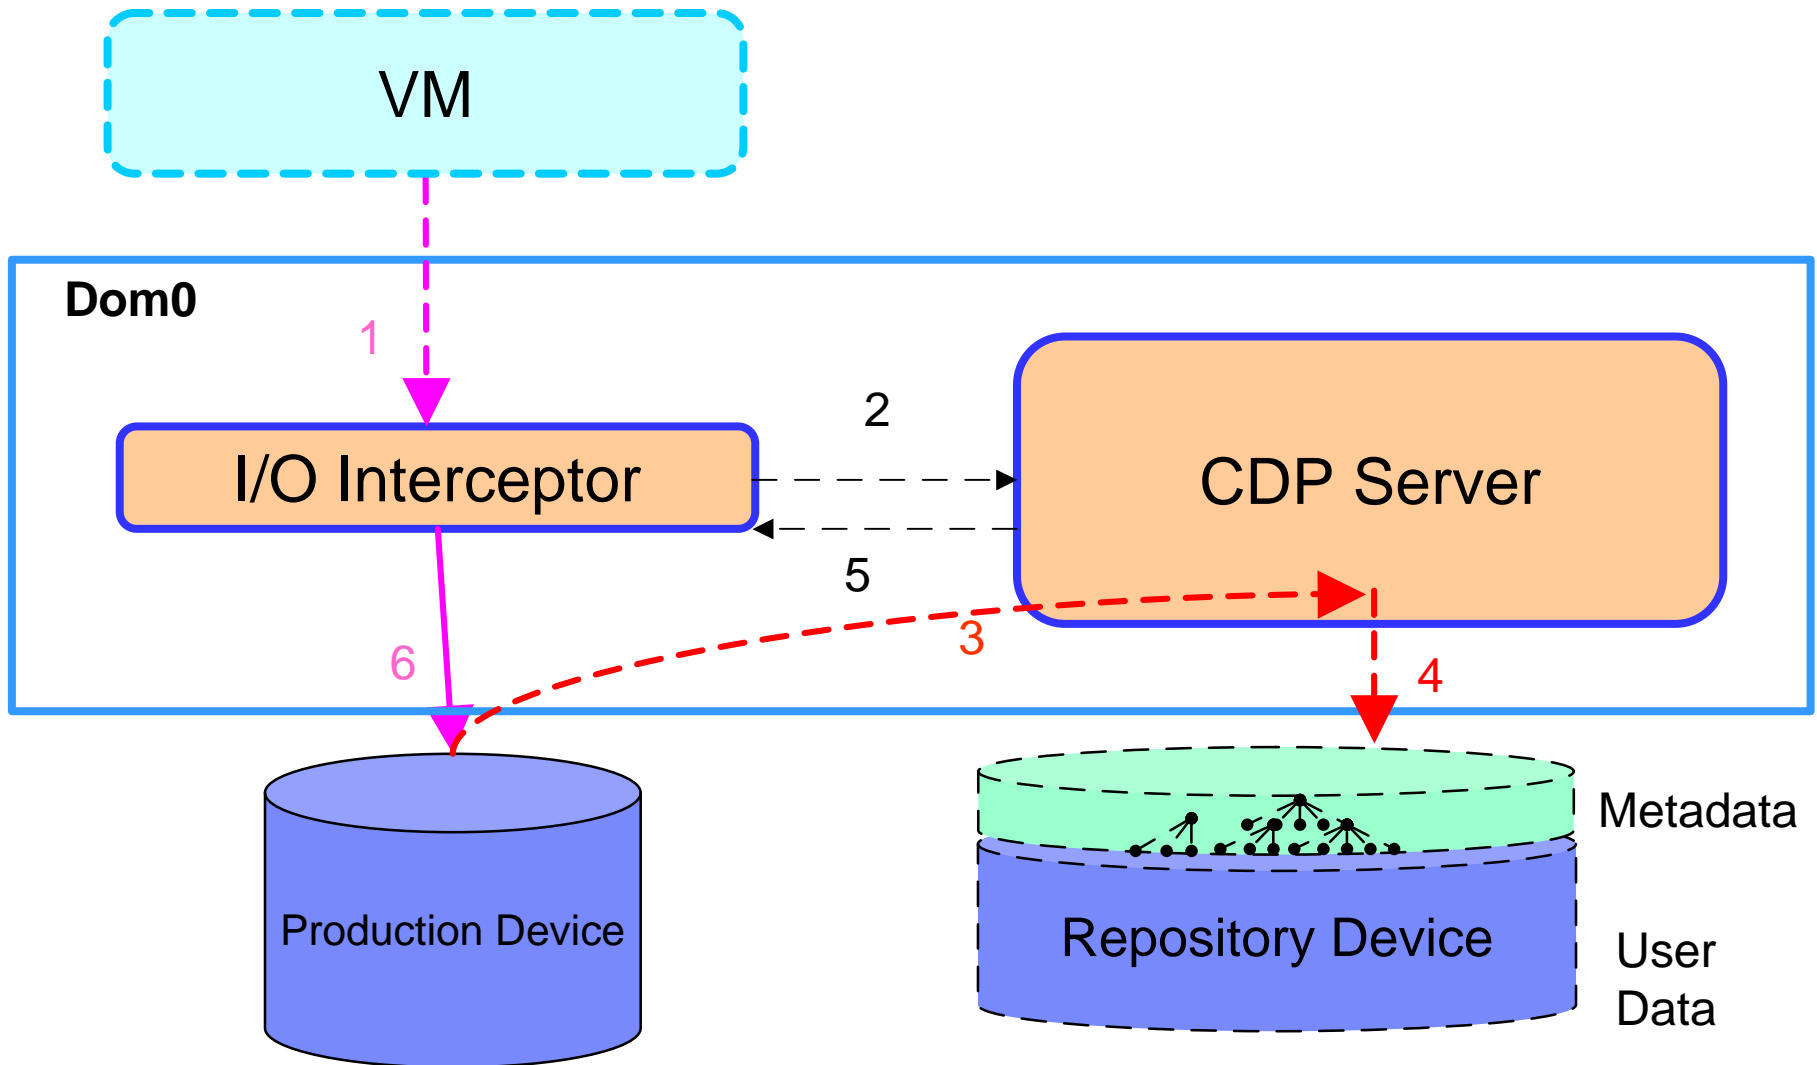 VM
Dom0
1
2
I/O Interceptor
CDP Server
5
3
6
4
Metadata
Production Device
Repository Device
User
Data